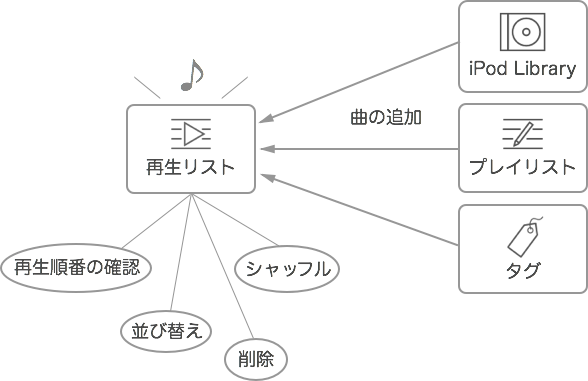 iPod Library
曲の追加
再生リスト
プレイリスト
タグ
再生順番の確認
シャッフル
並び替え
削除